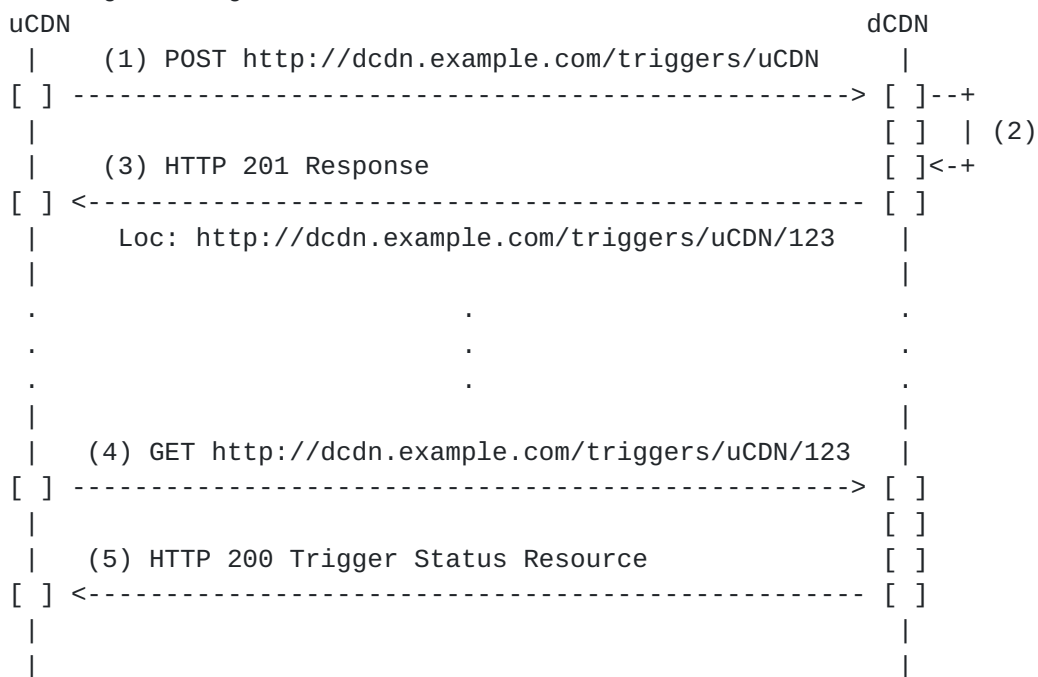 uCDN                                                   dCDN
 |    (1) POST http://dcdn.example.com/triggers/uCDN     |
[ ] --------------------------------------------------> [ ]--+
 |                                                      [ ]  | (2)
 |    (3) HTTP 201 Response                             [ ]<-+
[ ] <-------------------------------------------------- [ ]
 |     Loc: http://dcdn.example.com/triggers/uCDN/123    |
 |                                                       |
 .                           .                           .
 .                           .                           .
 .                           .                           .
 |                                                       |
 |   (4) GET http://dcdn.example.com/triggers/uCDN/123   |
[ ] --------------------------------------------------> [ ]
 |                                                      [ ]
 |   (5) HTTP 200 Trigger Status Resource               [ ]
[ ] <-------------------------------------------------- [ ]
 |                                                       |
 |                                                       |